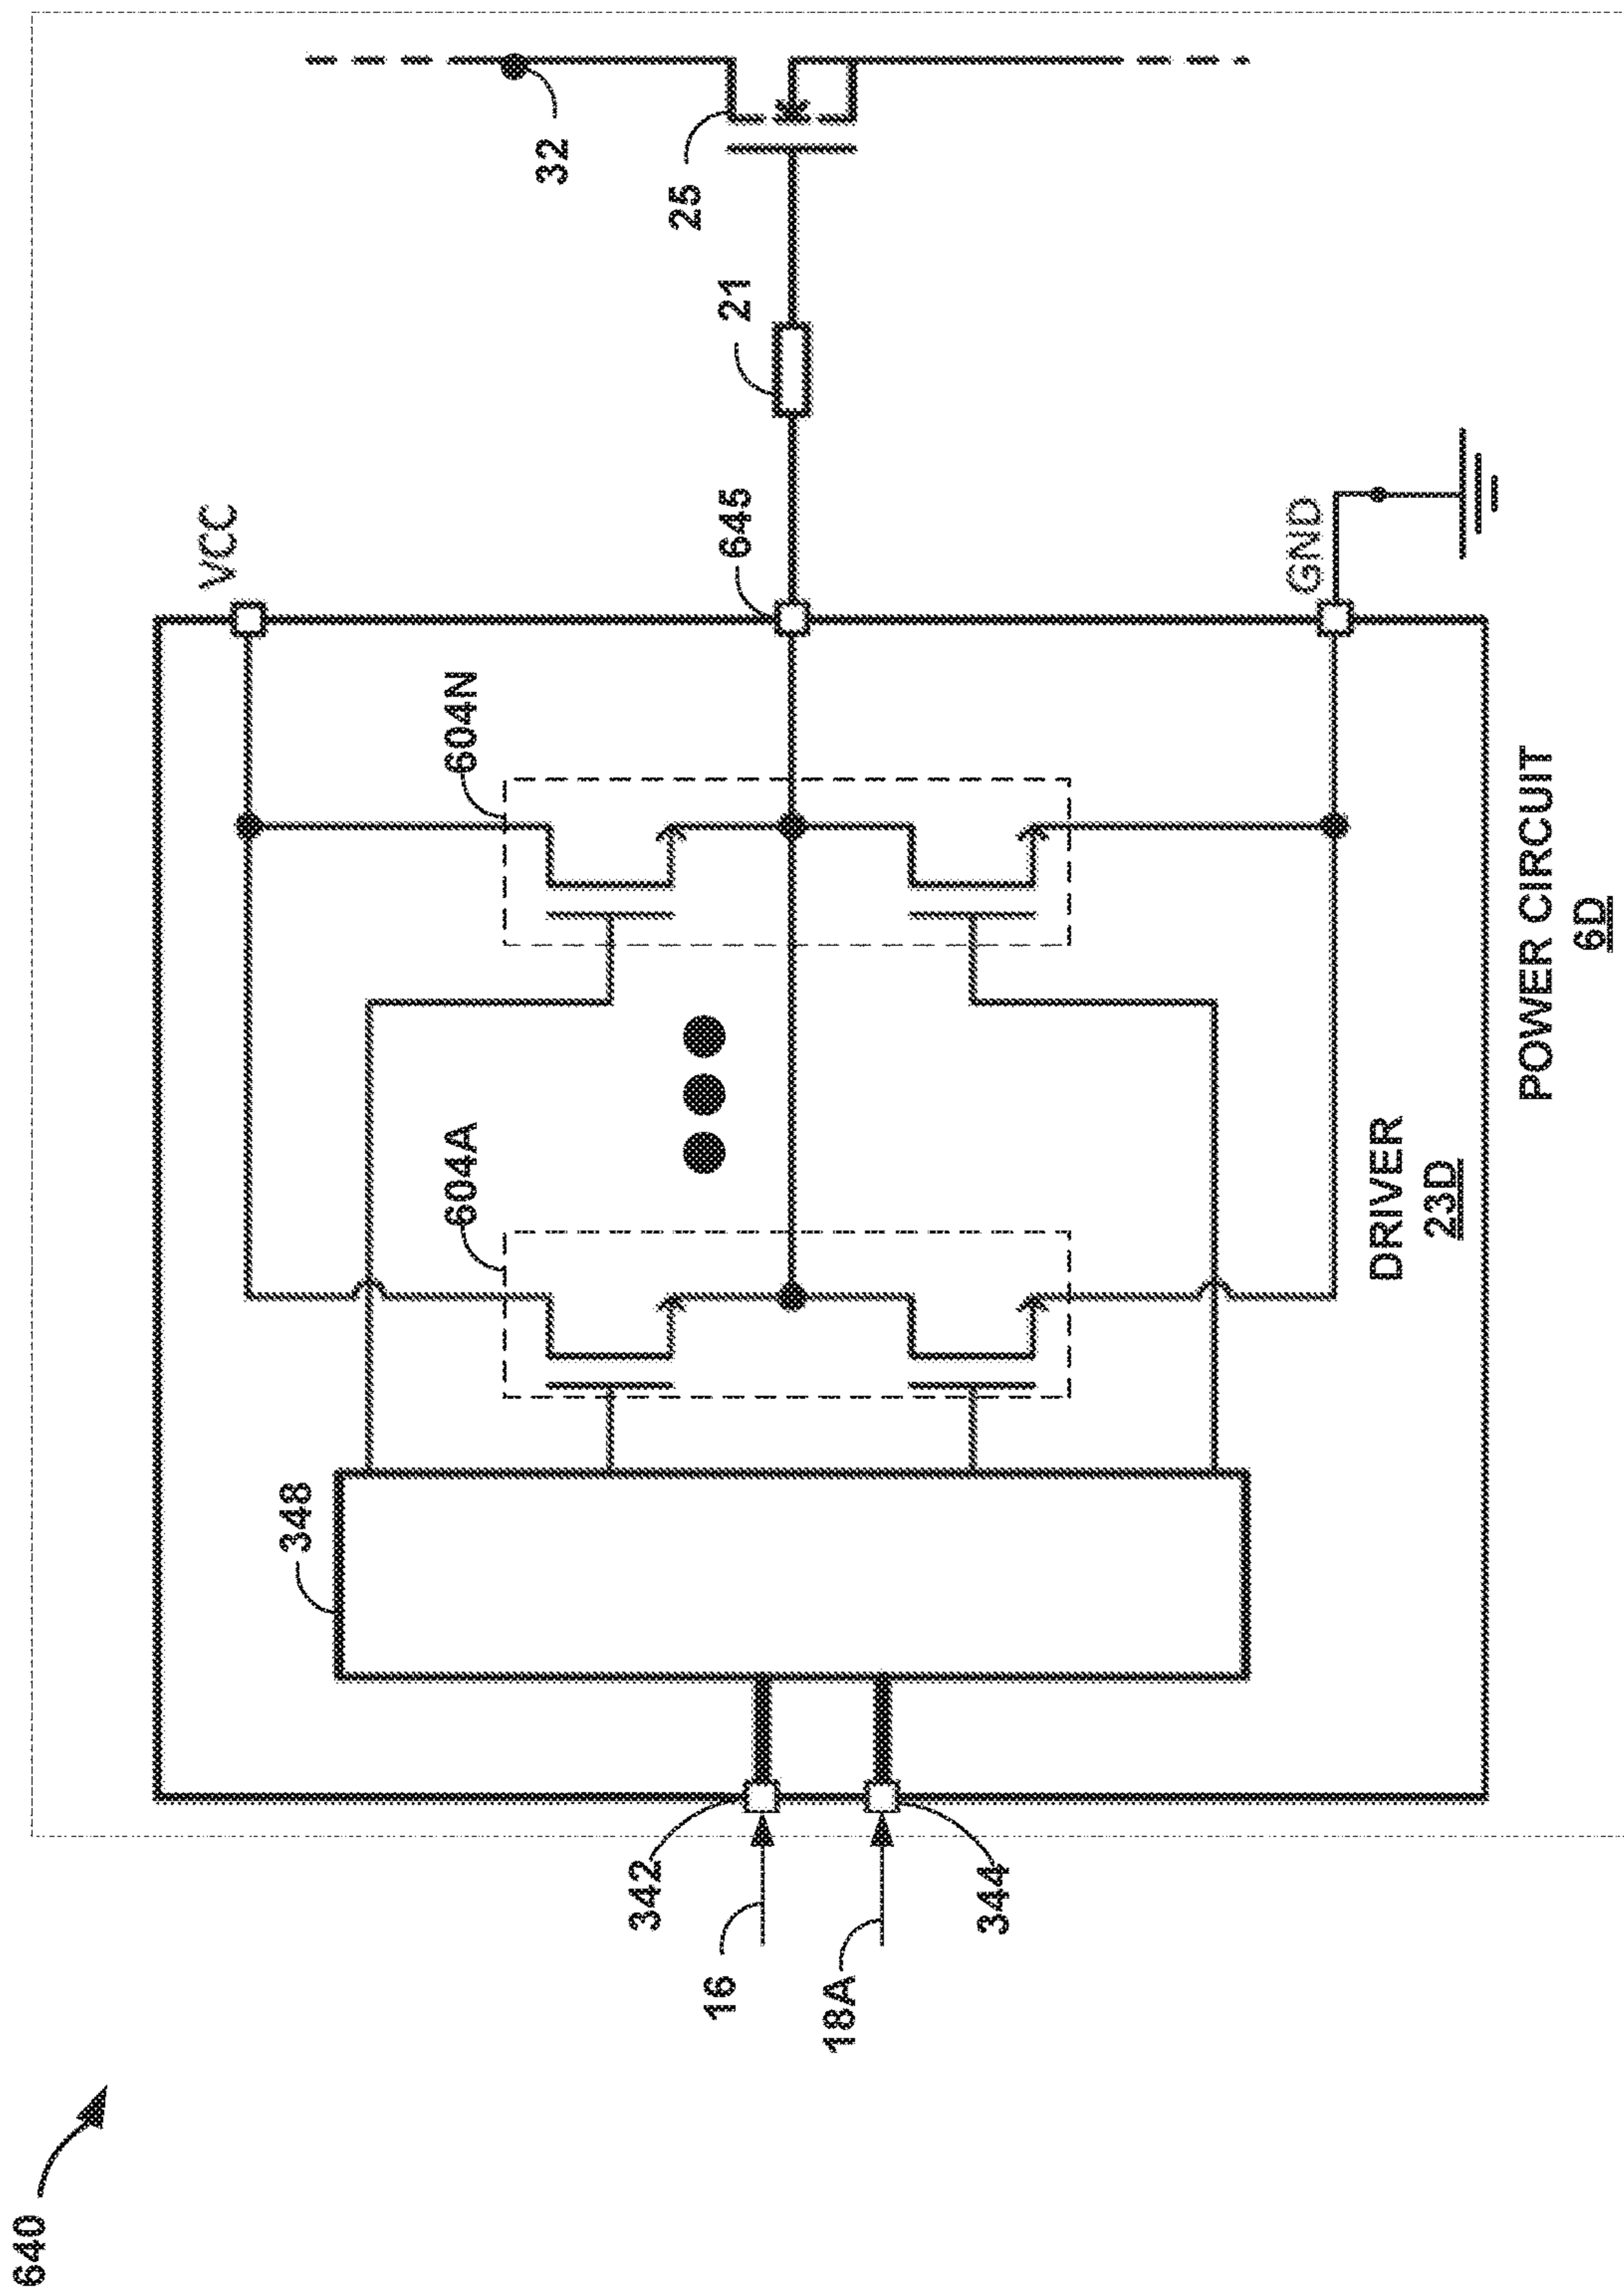 640
16
18A
342
344
348
604A
604N
VCC
645
GND
21
25
32
DRIVER
23D
POWER CIRCUIT
6D